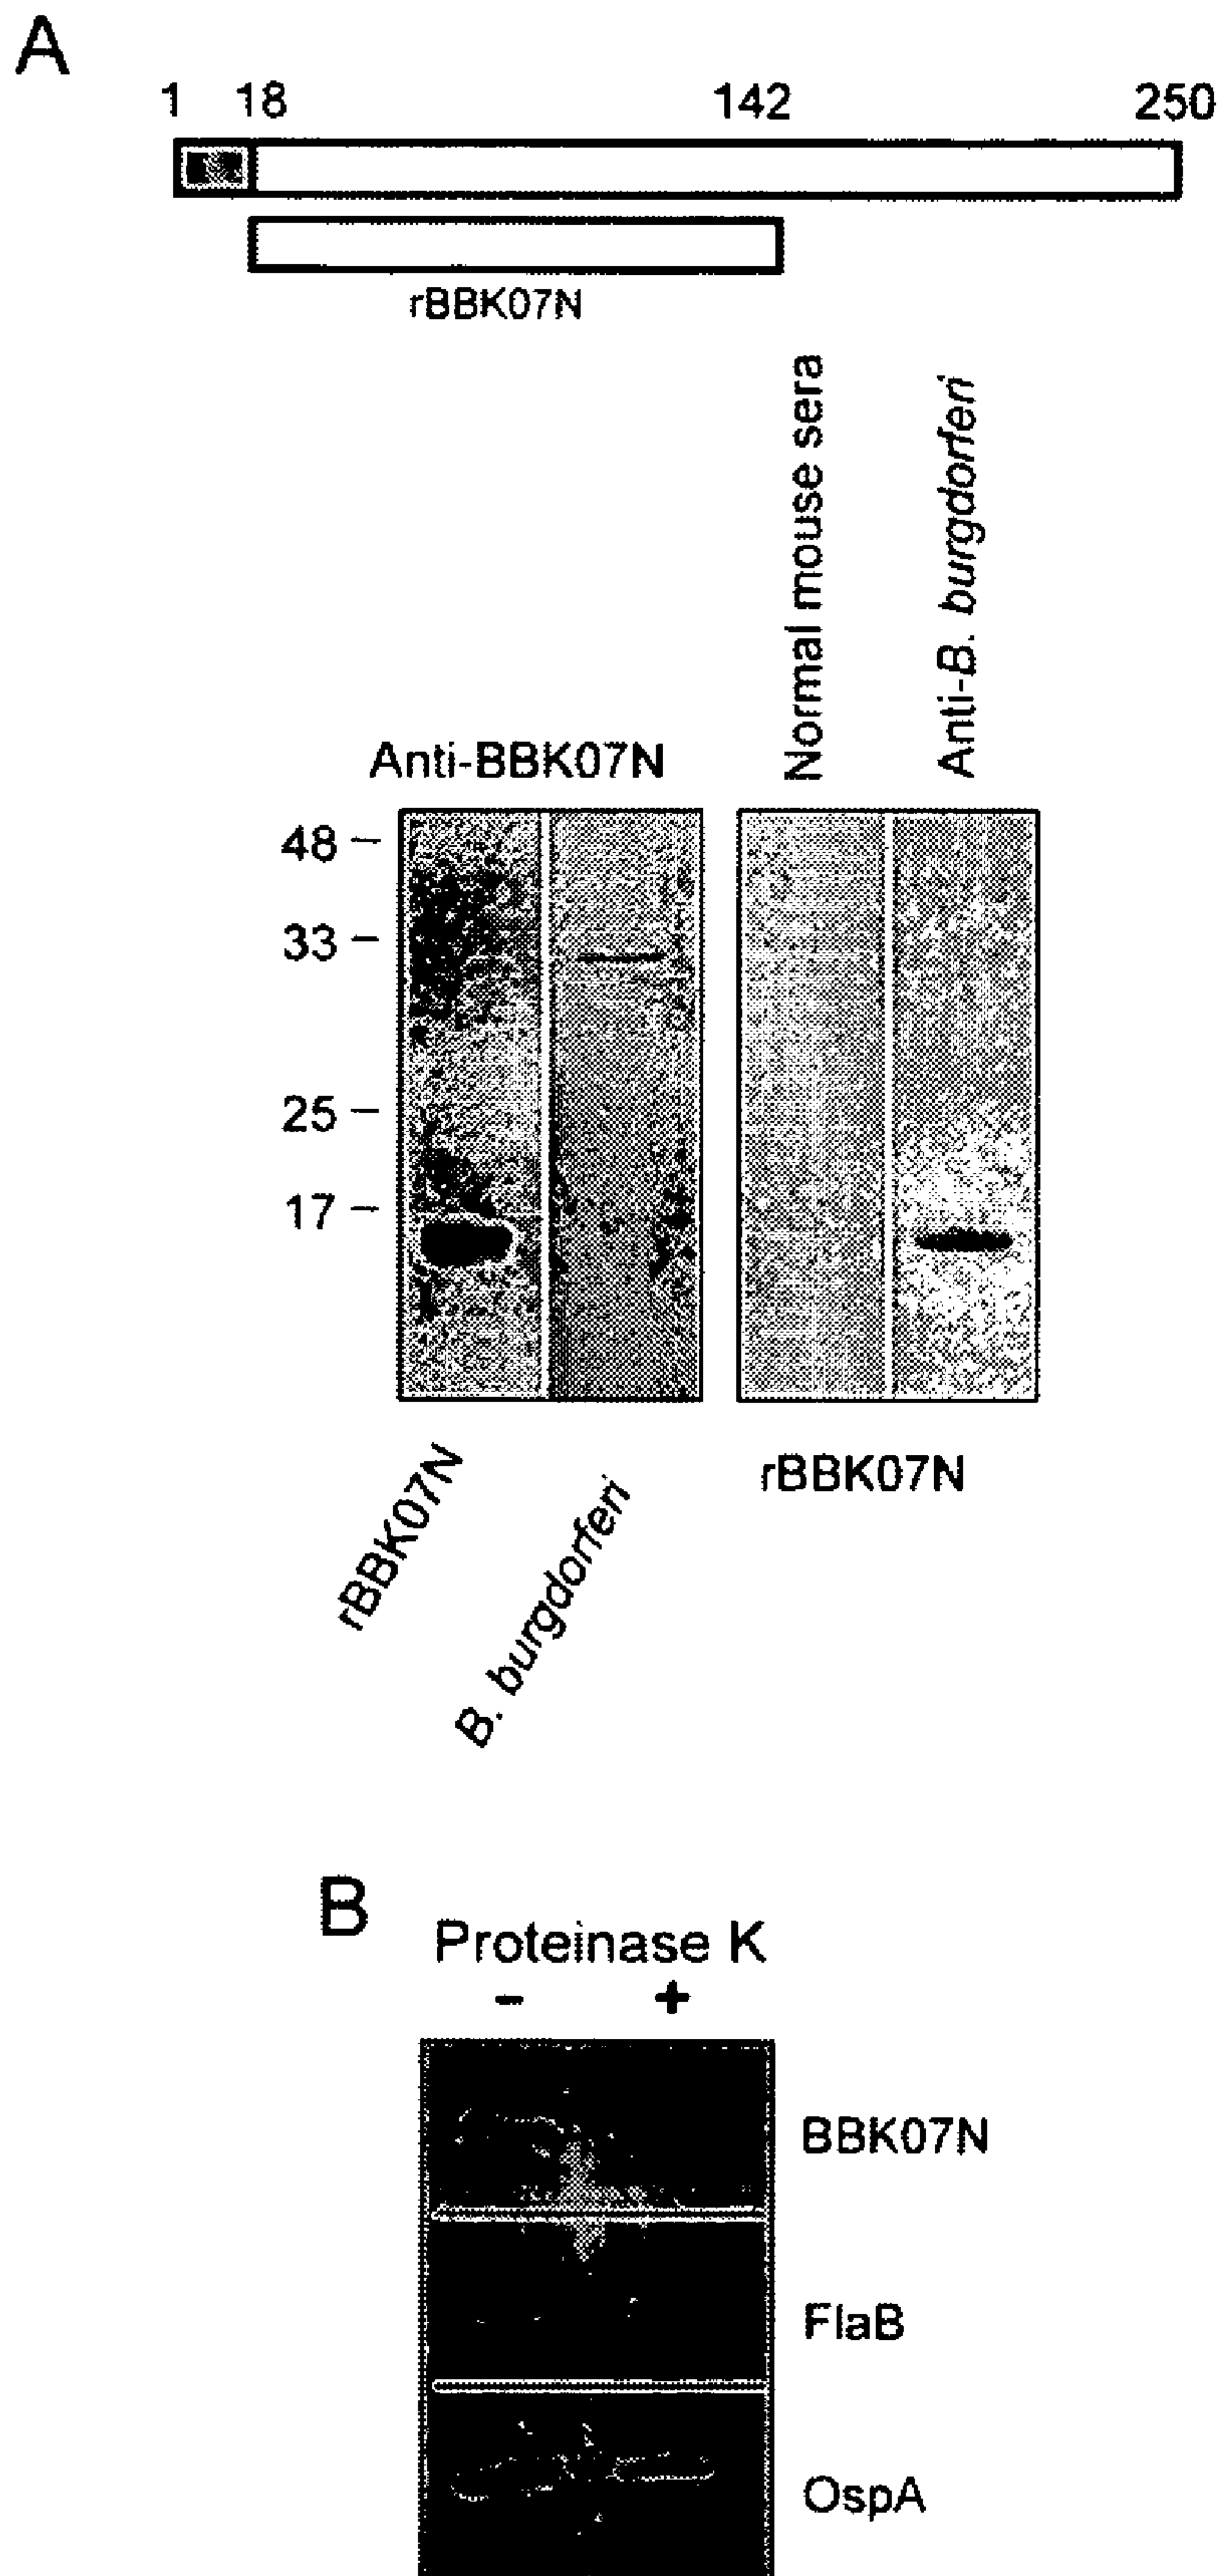 A
1 18 142 250
rBBK07N
Normal mouse sera
Anti-B. burgdorferi
Anti-BBK07N
48
33
25
17
rBBK07N
B. burgdorferi
rBBK07N
B
Proteinase K
- +
BBK07N
FlaB
OspA